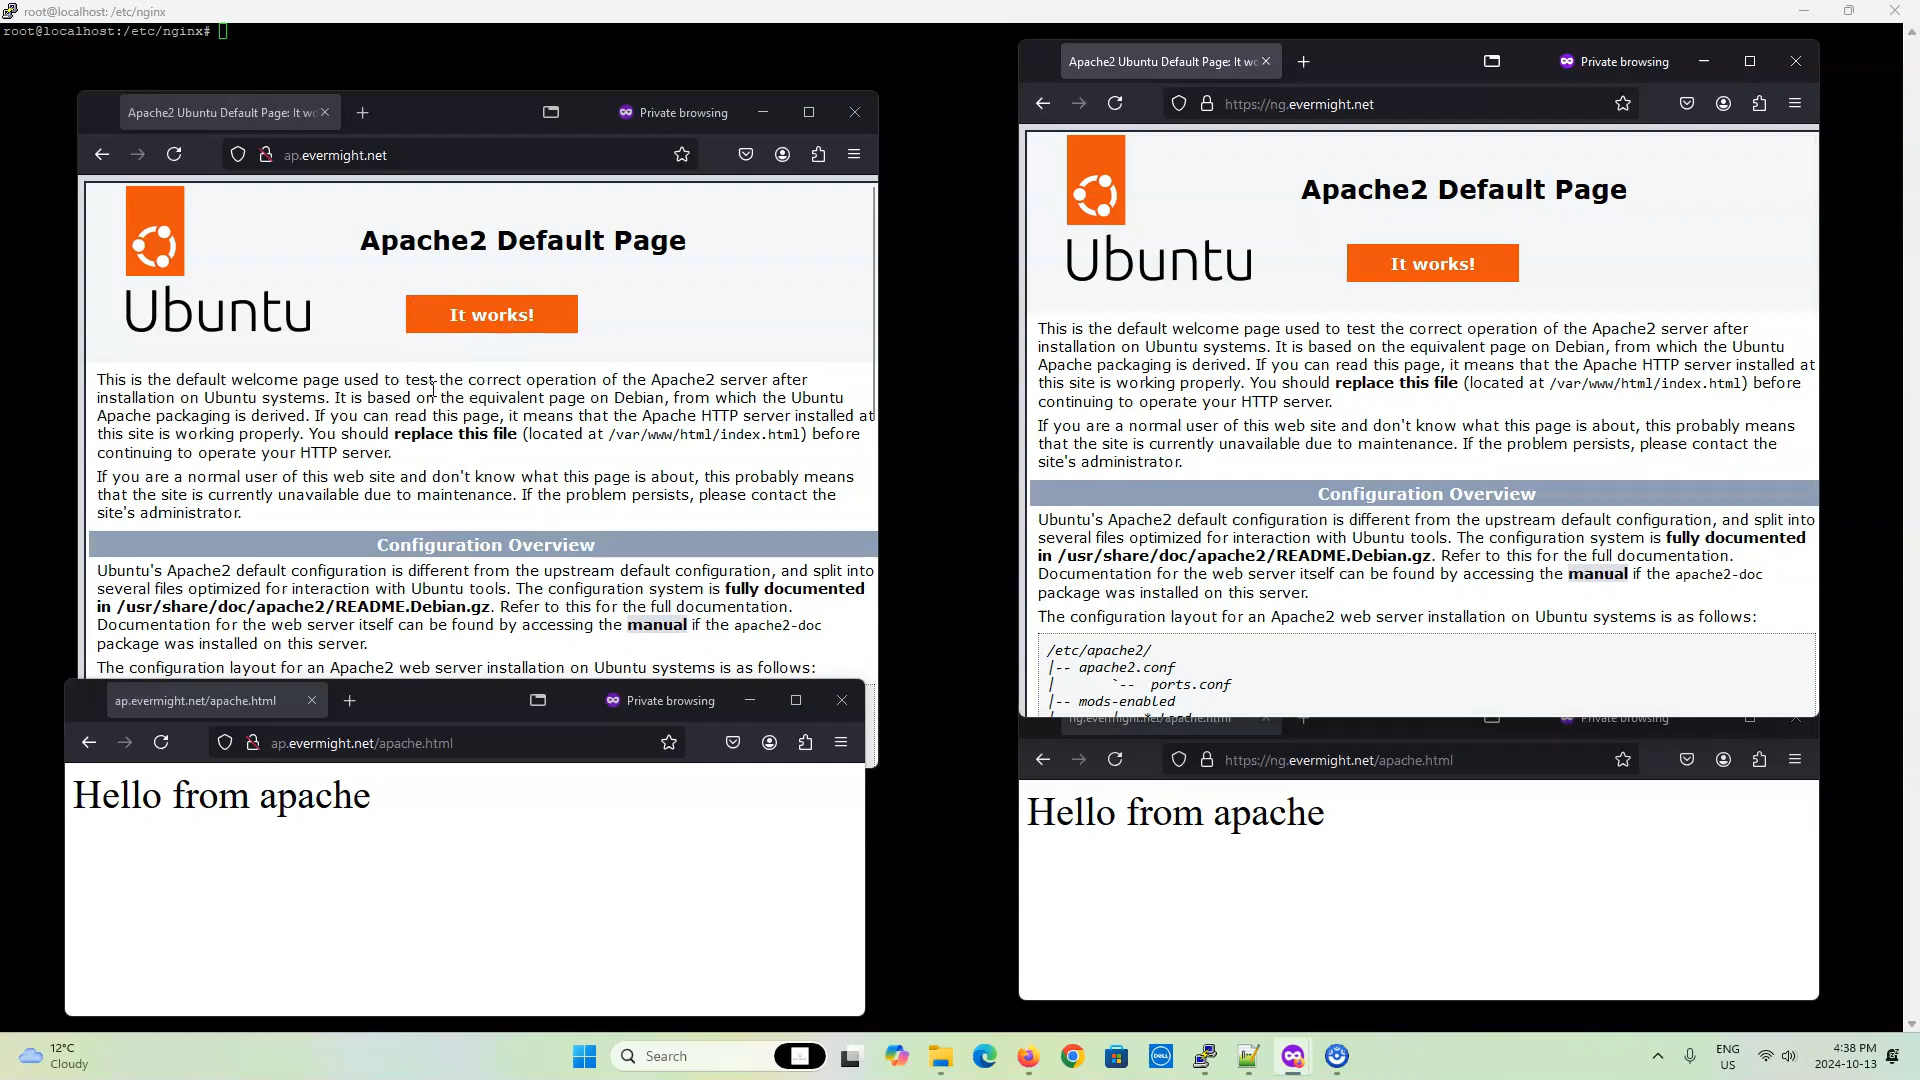 root@localhost: /etc/nginx
root@localhost:/etc/nginx#
Apache2 Ubuntu Default Page: It wo
Private browsing
ap.evermight.net
Apache2 Default Page
Ubuntu
It works!
This is the default welcome page used to test the correct operation of the Apache2 server after
installation on Ubuntu systems. It is based on the equivalent page on Debian, from which the Ubuntu
Apache packaging is derived. If you can read this page, it means that the Apache HTTP server installed at
this site is working properly. You should replace this file (located at /var/www/html/index.html) before
continuing to operate your HTTP server.
If you are a normal user of this web site and don't know what this page is about, this probably means
that the site is currently unavailable due to maintenance. If the problem persists, please contact the
site's administrator.
Configuration Overview
Ubuntu's Apache2 default configuration is different from the upstream default configuration, and split into
several files optimized for interaction with Ubuntu tools. The configuration system is fully documented
in /usr/share/doc/apache2/README.Debian.gz. Refer to this for the full documentation.
Documentation for the web server itself can be found by accessing the manual if the apache2-doc
package was installed on this server.
The configuration layout for an Apache2 web server installation on Ubuntu systems is as follows:
ap.evermight.net/apache.html
Private browsing
ap.evermight.net/apache.html
Hello from apache
Apache2 Ubuntu Default Page: It wo
Private browsing
https://ng.evermight.net
Apache2 Default Page
Ubuntu
It works!
This is the default welcome page used to test the correct operation of the Apache2 server after
installation on Ubuntu systems. It is based on the equivalent page on Debian, from which the Ubuntu
Apache packaging is derived. If you can read this page, it means that the Apache HTTP server installed at
this site is working properly. You should replace this file (located at /var/www/html/index.html) before
continuing to operate your HTTP server.
If you are a normal user of this web site and don't know what this page is about, this probably means
that the site is currently unavailable due to maintenance. If the problem persists, please contact the
site's administrator.
Configuration Overview
Ubuntu's Apache2 default configuration is different from the upstream default configuration, and split into
several files optimized for interaction with Ubuntu tools. The configuration system is fully documented
in /usr/share/doc/apache2/README.Debian.gz. Refer to this for the full documentation.
Documentation for the web server itself can be found by accessing the manual if the apache2-doc
package was installed on this server.
The configuration layout for an Apache2 web server installation on Ubuntu systems is as follows:
/etc/apache2/
|-- apache2.conf
|       `--  ports.conf
|-- mods-enabled
ng.evermight.net/apache.html
Private browsing
https://ng.evermight.net/apache.html
Hello from apache
12°C
Cloudy
Search
DELL
ENG
US
4:38 PM
2024-10-13